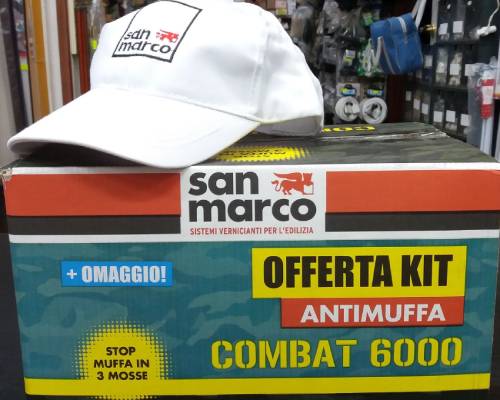 san
marco
san
marco
SISTEMI VERNICIANTI PER L'EDILIZIA
+ OMAGGIO!
OFFERTA KIT
ANTIMUFFA
STOP
MUFFA IN
3 MOSSE
COMBAT 6000